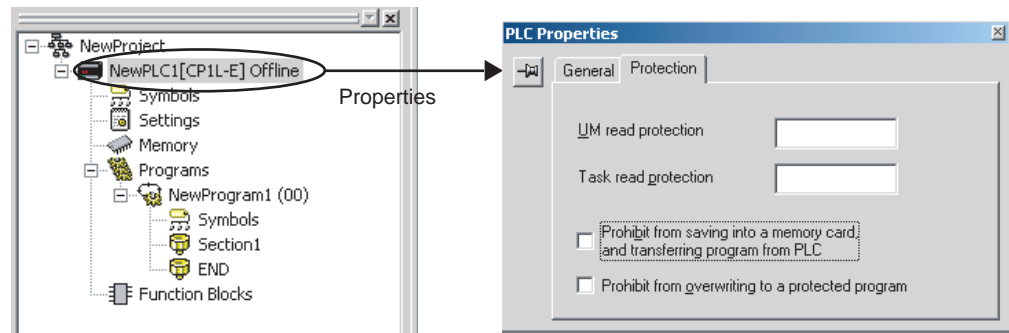 NewProject
NewPLC1[CP1L-E] Offline
Symbols
Settings
Memory
Programs
NewProgram1 (00)
Symbols
Section1
END
Function Blocks
Properties
PLC Properties
General Protection
UM read protection
Task read protection
Prohibit from saving into a memory card,
and transferring program from PLC
Prohibit from overwriting to a protected program